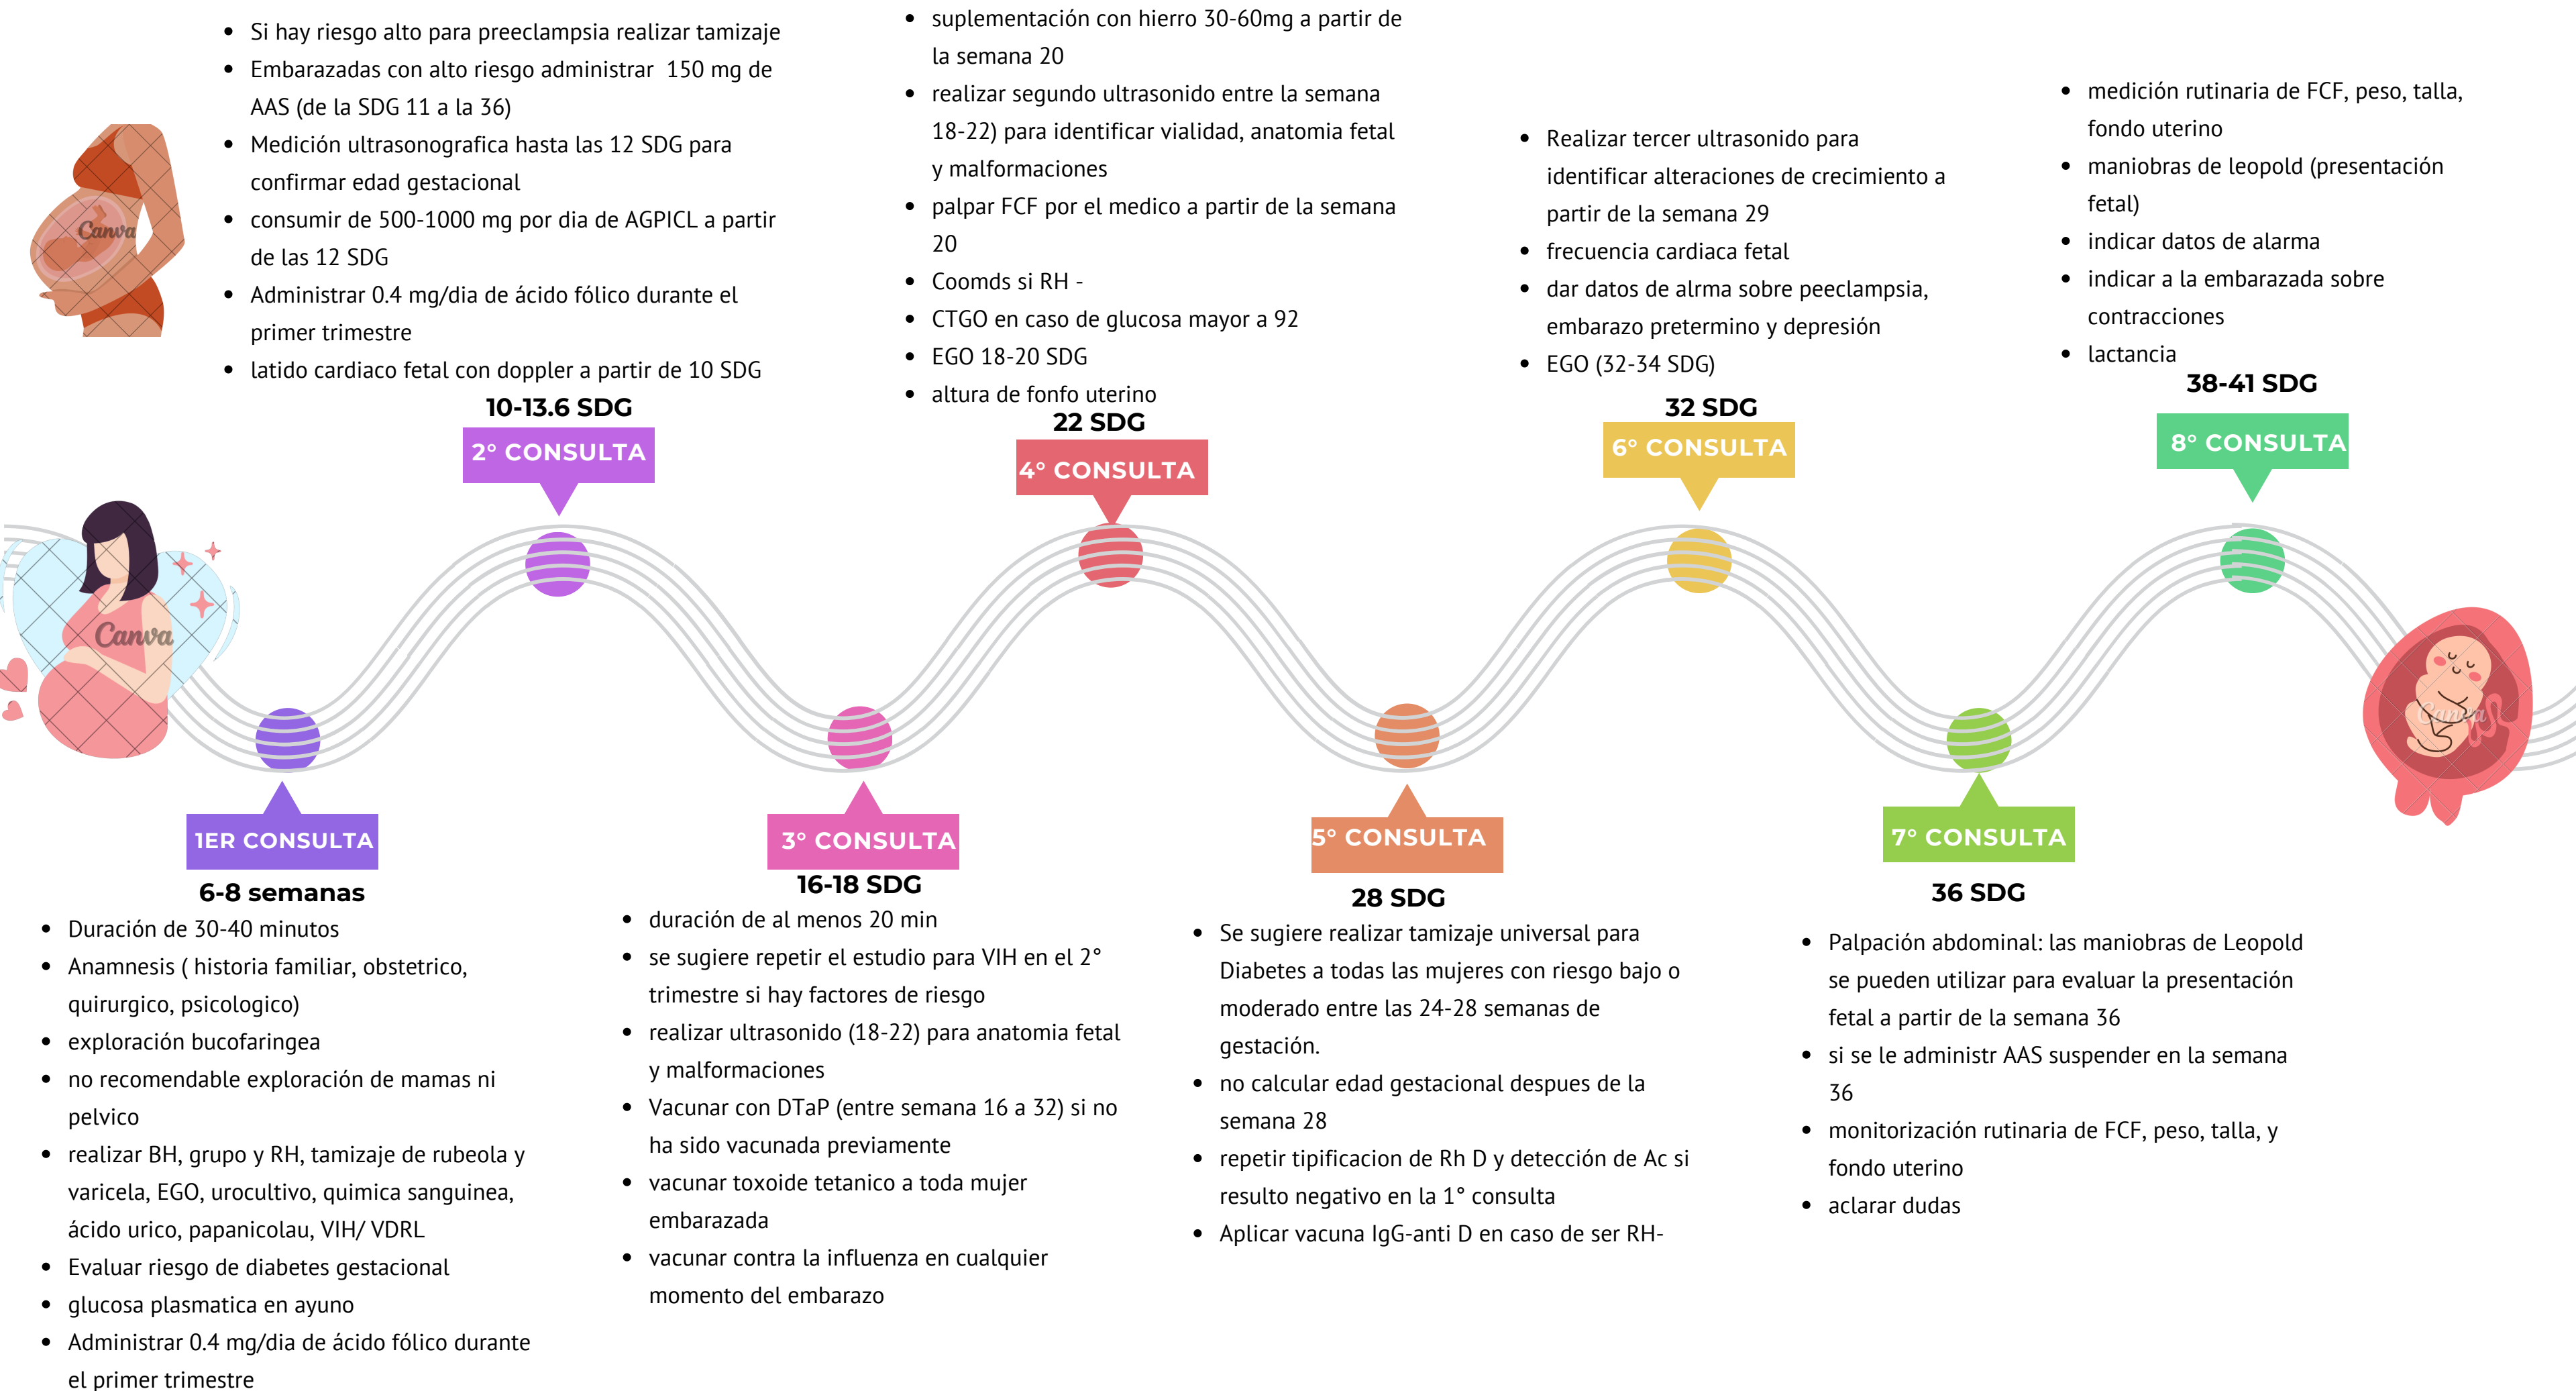 • Si hay riesgo alto para preeclampsia realizar tamizaje
• Embarazadas con alto riesgo administrar 150 mg de
AAS (de la SDG 11 a la 36)
• Medición ultrasonografica hasta las 12 SDG para
confirmar edad gestacional
• consumir de 500-1000 mg por dia de AGPICL a partir
de las 12 SDG
• Administrar 0.4 mg/dia de ácido fólico durante el
primer trimestre
• latido cardiaco fetal con doppler a partir de 10 SDG
10-13.6 SDG
2° CONSULTA
• suplementación con hierro 30-60mg a partir de
la semana 20
• realizar segundo ultrasonido entre la semana
18-22) para identificar vialidad, anatomia fetal
y malformaciones
• palpar FCF por el medico a partir de la semana
20
• Coomds si RH -
• CTGO en caso de glucosa mayor a 92
• EGO 18-20 SDG
• altura de fonfo uterino
22 SDG
4° CONSULTA
• Realizar tercer ultrasonido para
identificar alteraciones de crecimiento a
partir de la semana 29
• frecuencia cardiaca fetal
• dar datos de alrma sobre peeclampsia,
embarazo pretermino y depresión
• EGO (32-34 SDG)
32 SDG
6° CONSULTA
• medición rutinaria de FCF, peso, talla,
fondo uterino
• maniobras de leopold (presentación
fetal)
• indicar datos de alarma
• indicar a la embarazada sobre
contracciones
• lactancia
38-41 SDG
8° CONSULTA
Canva
Canva
Canva
1ER CONSULTA
6-8 semanas
• Duración de 30-40 minutos
• Anamnesis ( historia familiar, obstetrico,
quirurgico, psicologico)
• exploración bucofaringea
• no recomendable exploración de mamas ni
pelvico
• realizar BH, grupo y RH, tamizaje de rubeola y
varicela, EGO, urocultivo, quimica sanguinea,
ácido urico, papanicolau, VIH/ VDRL
• Evaluar riesgo de diabetes gestacional
• glucosa plasmatica en ayuno
• Administrar 0.4 mg/dia de ácido fólico durante
el primer trimestre
3° CONSULTA
16-18 SDG
• duración de al menos 20 min
• se sugiere repetir el estudio para VIH en el 2°
trimestre si hay factores de riesgo
• realizar ultrasonido (18-22) para anatomia fetal
y malformaciones
• Vacunar con DTaP (entre semana 16 a 32) si no
ha sido vacunada previamente
• vacunar toxoide tetanico a toda mujer
embarazada
• vacunar contra la influenza en cualquier
momento del embarazo
5° CONSULTA
28 SDG
• Se sugiere realizar tamizaje universal para
Diabetes a todas las mujeres con riesgo bajo o
moderado entre las 24-28 semanas de
gestación.
• no calcular edad gestacional despues de la
semana 28
• repetir tipificacion de Rh D y detección de Ac si
resulto negativo en la 1° consulta
• Aplicar vacuna IgG-anti D en caso de ser RH-
7° CONSULTA
36 SDG
• Palpación abdominal: las maniobras de Leopold
se pueden utilizar para evaluar la presentación
fetal a partir de la semana 36
• si se le administr AAS suspender en la semana
36
• monitorización rutinaria de FCF, peso, talla, y
fondo uterino
• aclarar dudas